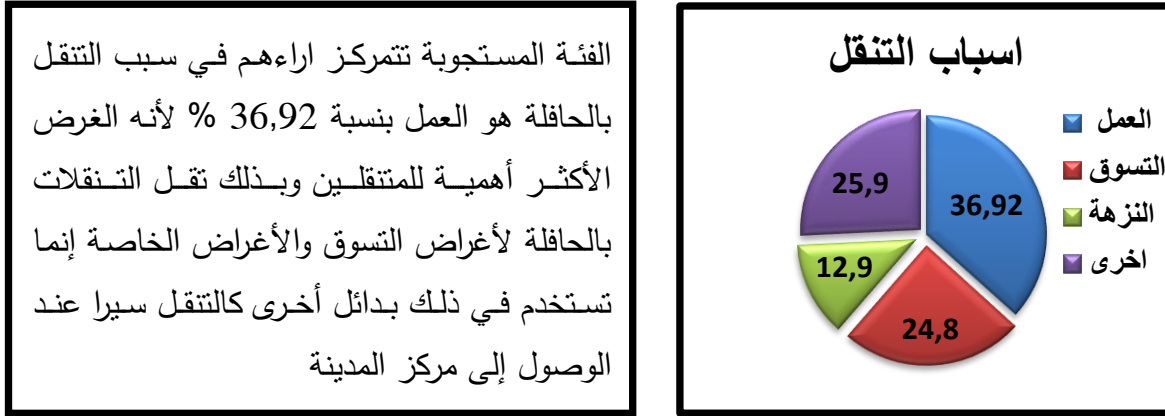 الفئة المستجوبة تتمركز اراءهم في سبب التنقل
بالحافلة هو العمل بنسبة 36,92 % لأنه الغرض
الأكثر أهمية للمتنقلين وبذلك تقل التنقلات
بالحافلة لأغراض التسوق والأغراض الخاصة إنما
تستخدم في ذلك بدائل أخرى كالتنقل سيرا عند
الوصول إلى مركز المدينة
اسباب التنقل
العمل
التسوق
النزهة
اخرى
36,92
24,8
12,9
25,9